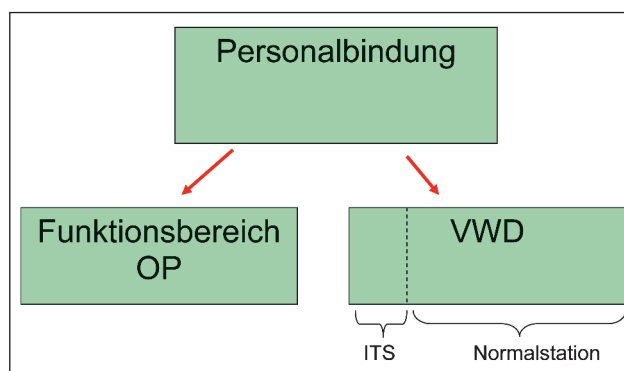 Personalbindung
Funktionsbereich
OP
VWD
ITS
Normalstation